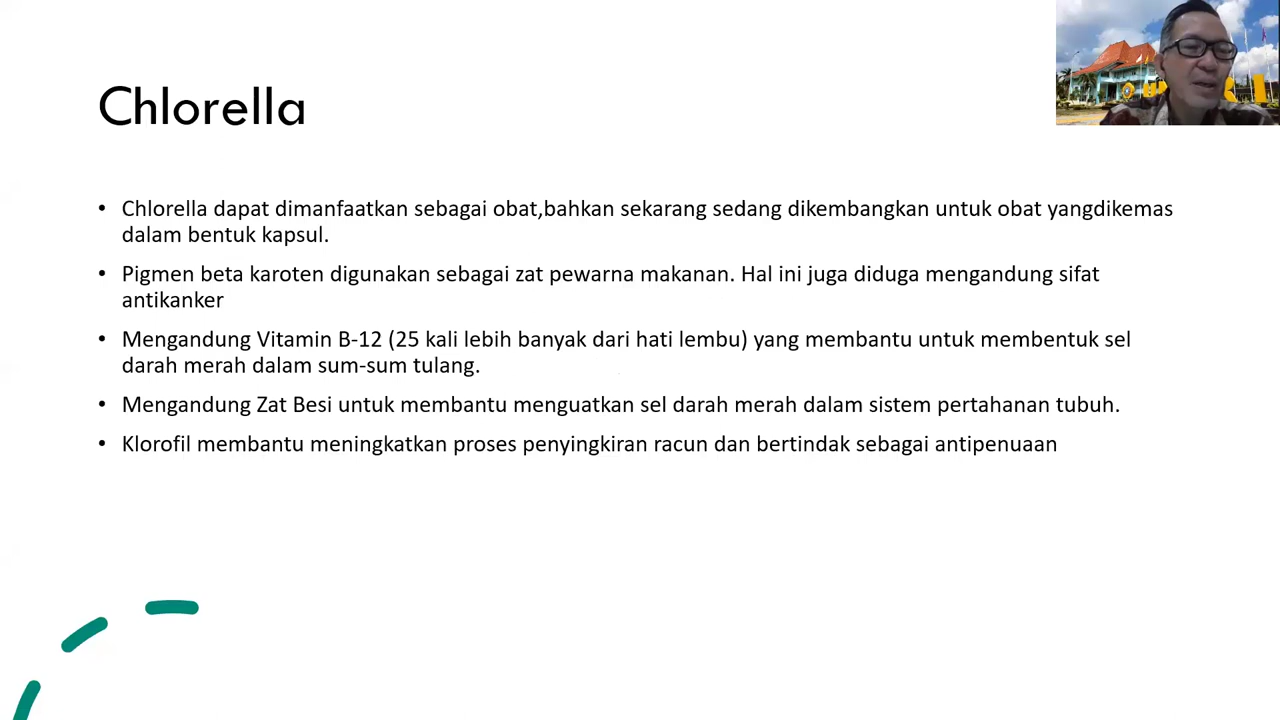 Chlorella
• Chlorella dapat dimanfaatkan sebagai obat,bahkan sekarang sedang dikembangkan untuk obat yangdikemas
dalam bentuk kapsul.
• Pigmen beta karoten digunakan sebagai zat pewarna makanan. Hal ini juga diduga mengandung sifat
antikanker
• Mengandung Vitamin B-12 (25 kali lebih banyak dari hati lembu) yang membantu untuk membentuk sel
darah merah dalam sum-sum tulang.
• Mengandung Zat Besi untuk membantu menguatkan sel darah merah dalam sistem pertahanan tubuh.
• Klorofil membantu meningkatkan proses penyingkiran racun dan bertindak sebagai antipenuaan